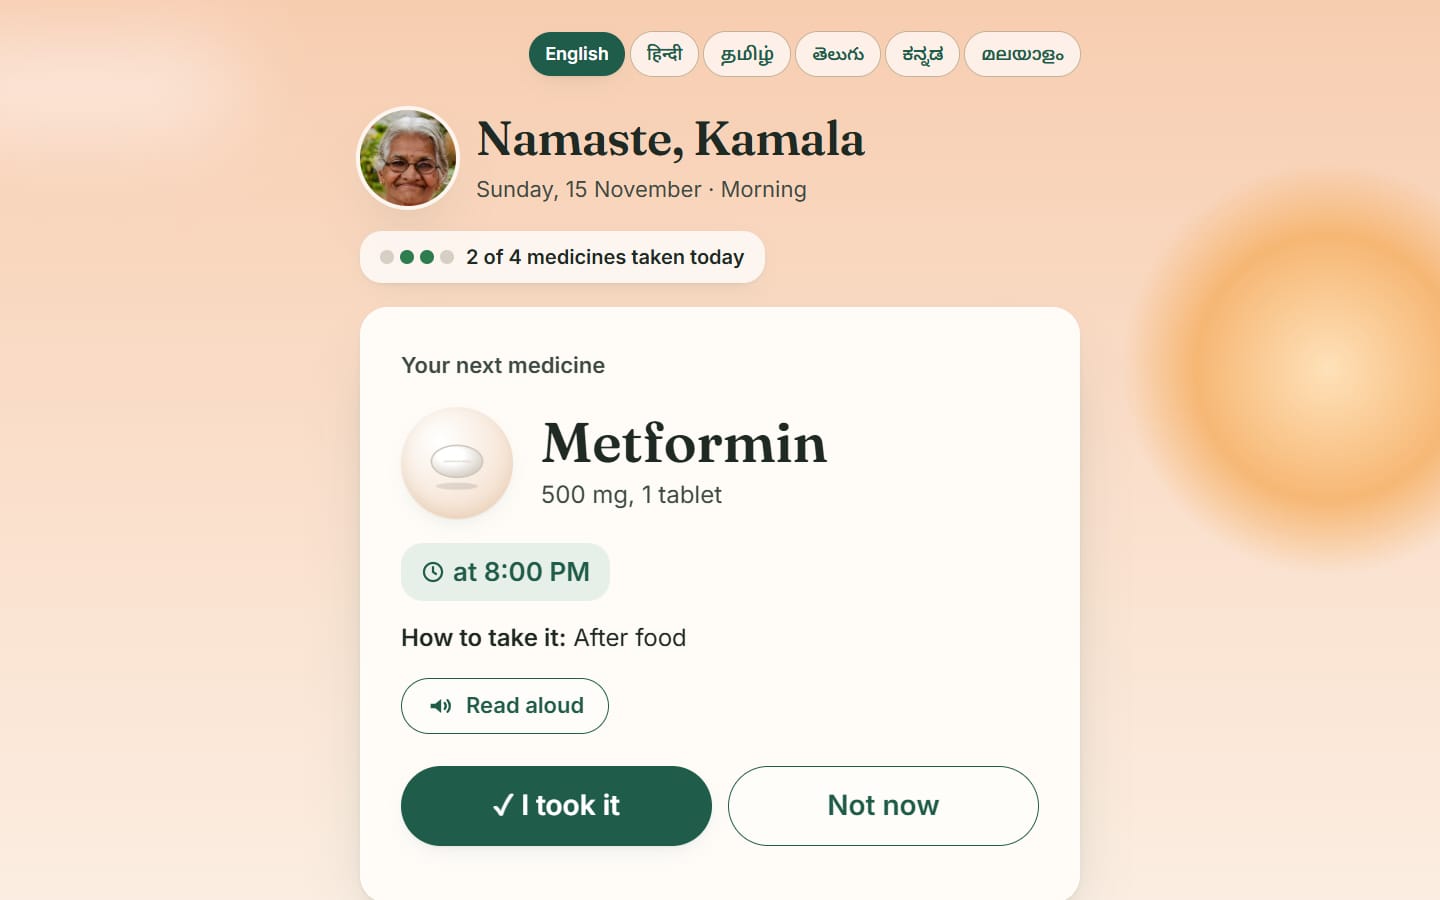 English हिन्दी தமிழ் తెలుగు ಕನ್ನಡ മലയാളം
Namaste, Kamala
Sunday, 15 November · Morning
2 of 4 medicines taken today
Your next medicine
Metformin
500 mg, 1 tablet
at 8:00 PM
How to take it: After food
Read aloud
✓ I took it
Not now